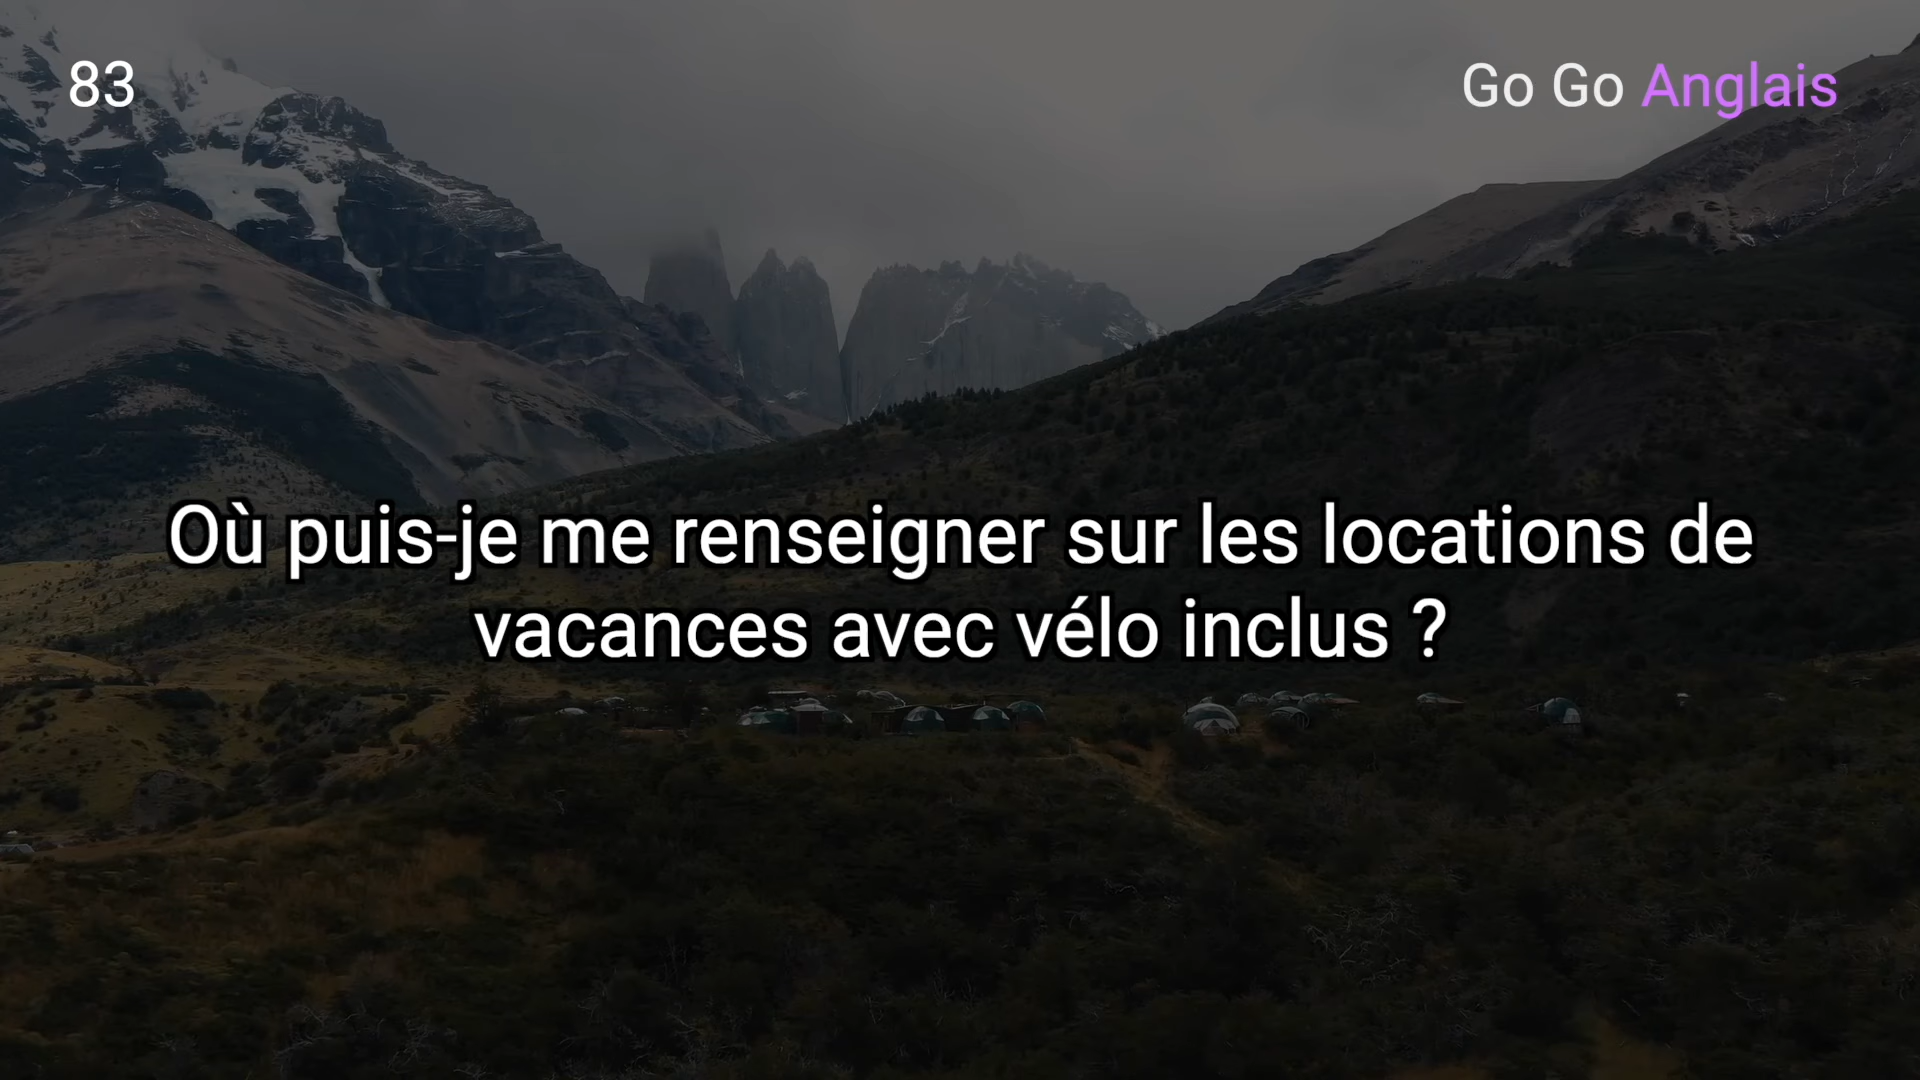 83
Go Go Anglais
Où puis-je me renseigner sur les locations de
vacances avec vélo inclus ?